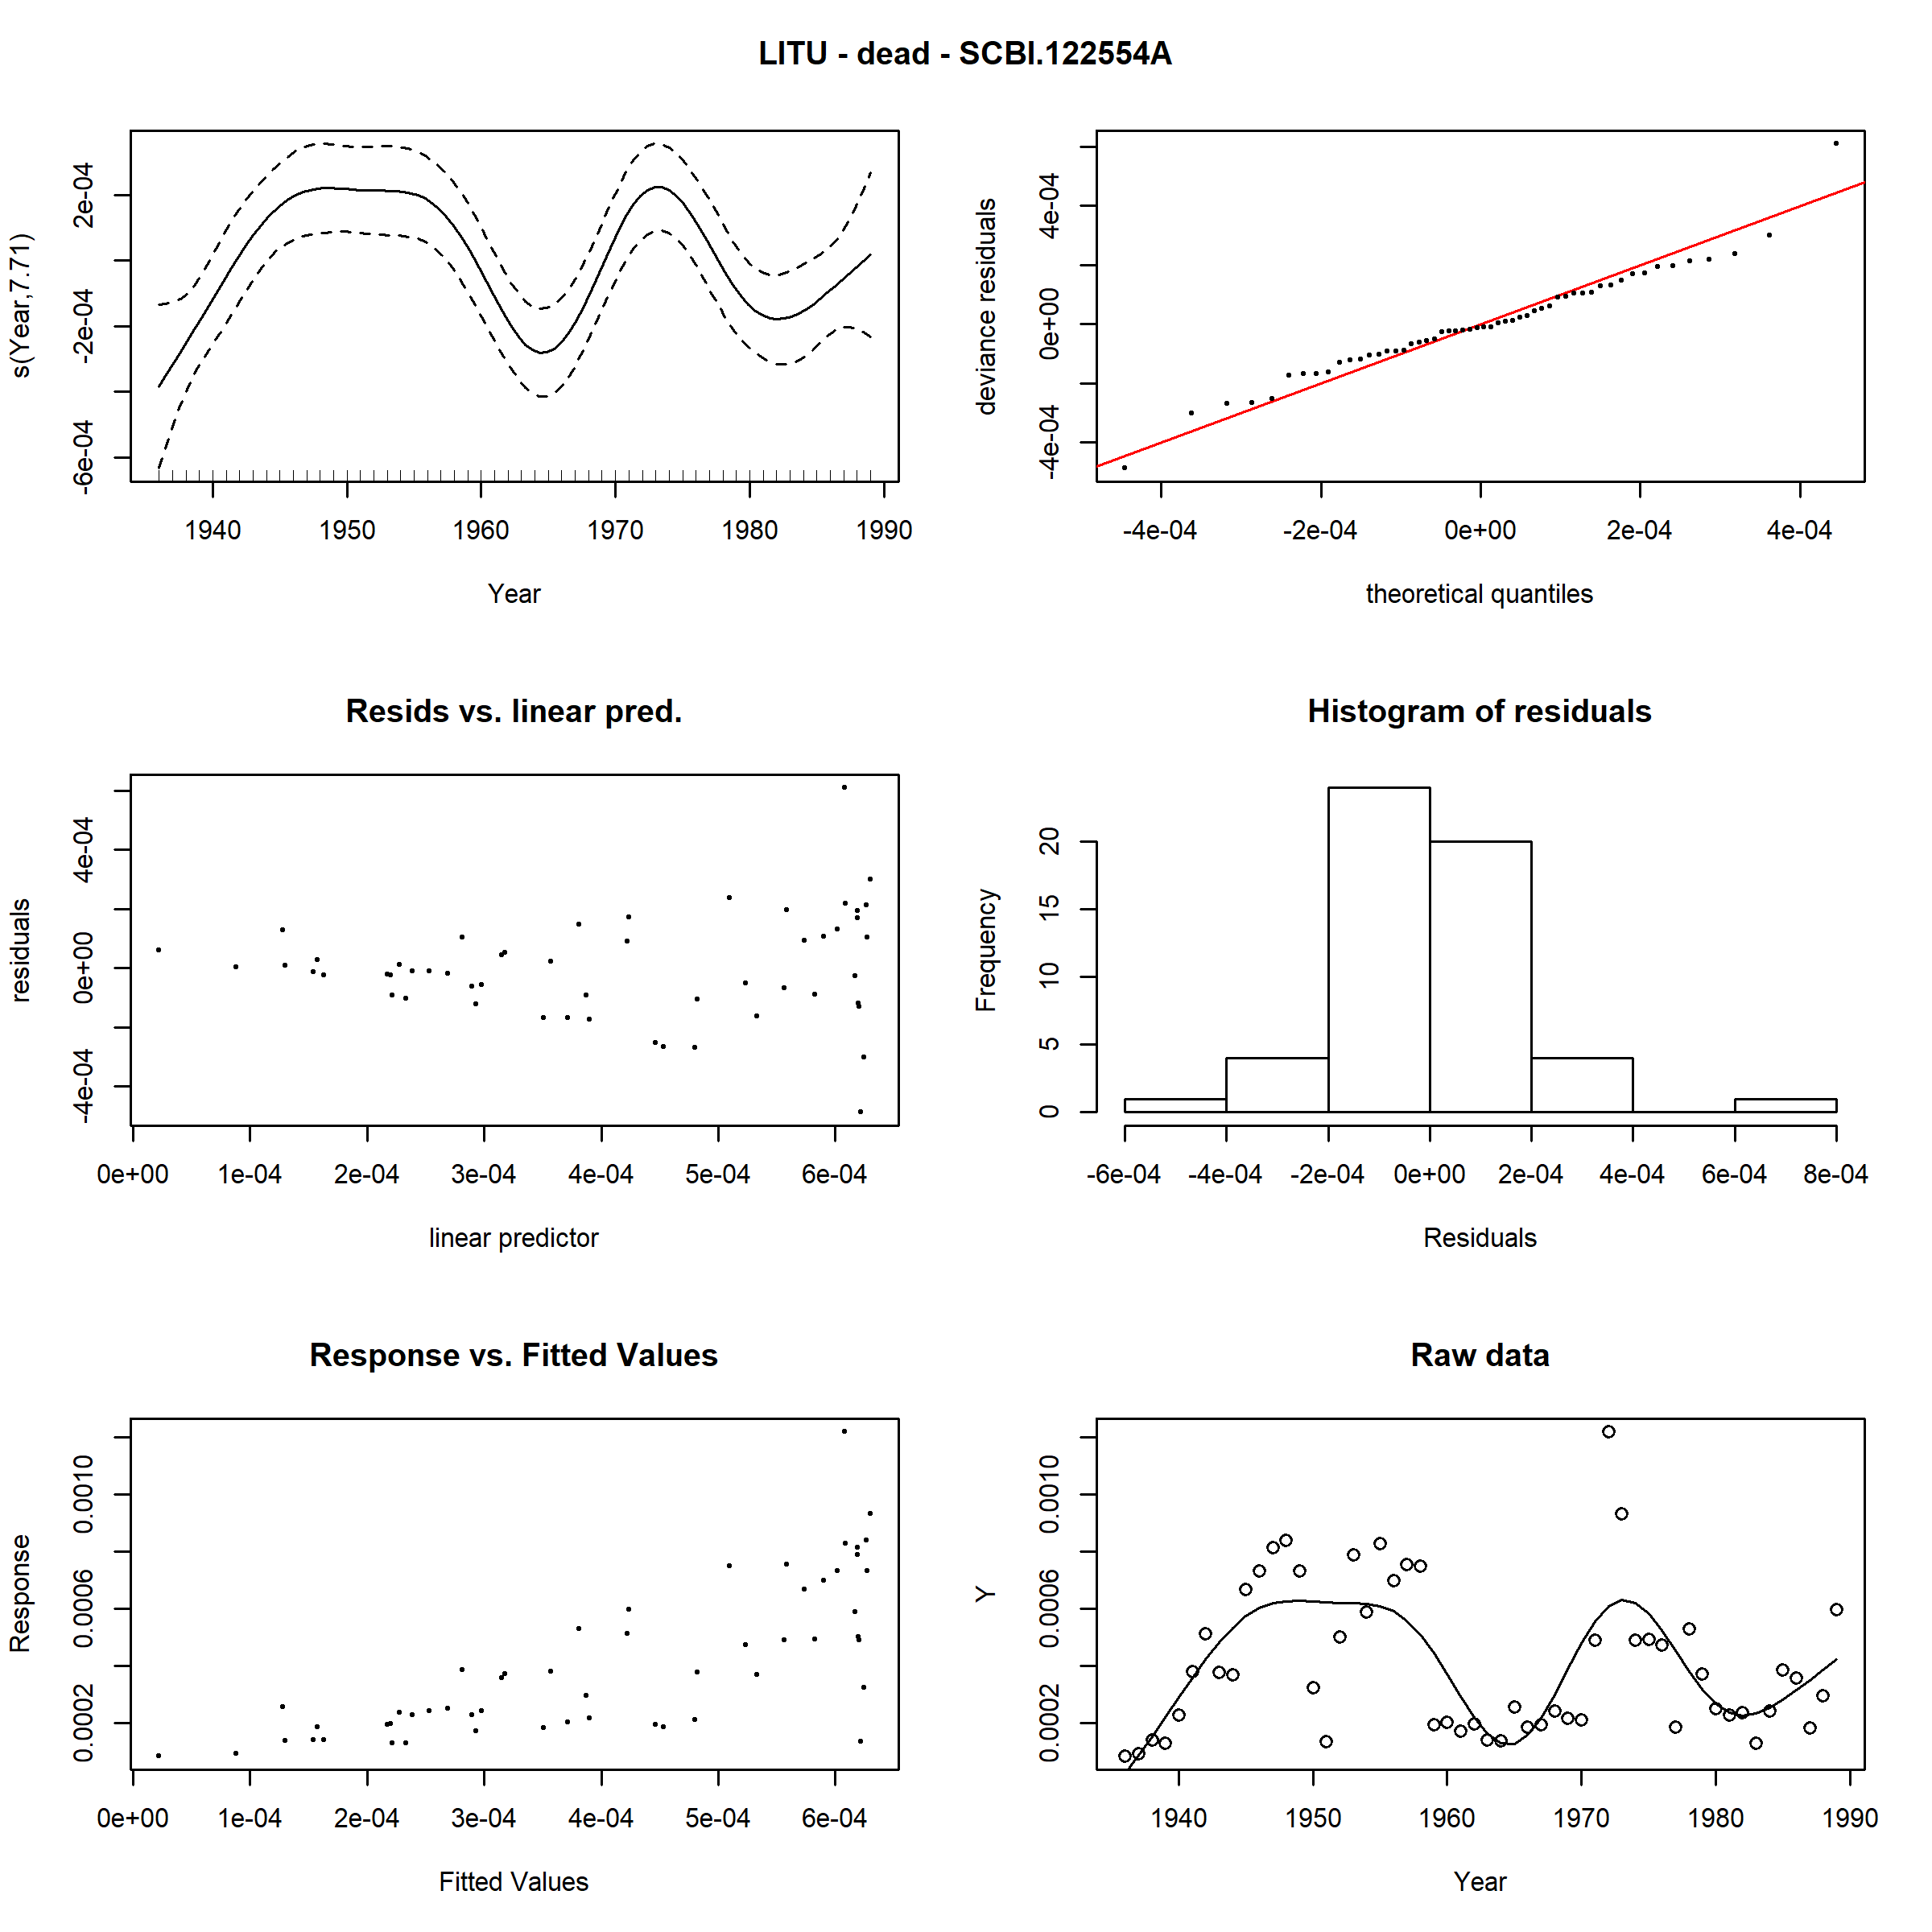 LITU - dead - SCBI.122554A
s(Year,7.71)
-6e-04 -2e-04 2e-04
1940 1950 1960 1970 1980 1990
Year
deviance residuals
-4e-04 0e+00 4e-04
-4e-04 -2e-04 0e+00 2e-04 4e-04
theoretical quantiles
Resids vs. linear pred.
residuals
-4e-04 0e+00 4e-04
0e+00 1e-04 2e-04 3e-04 4e-04 5e-04 6e-04
linear predictor
Histogram of residuals
Frequency
0 5 10 15 20
-6e-04 -4e-04 -2e-04 0e+00 2e-04 4e-04 6e-04 8e-04
Residuals
Response vs. Fitted Values
Response
0.0002 0.0006 0.0010
0e+00 1e-04 2e-04 3e-04 4e-04 5e-04 6e-04
Fitted Values
Raw data
Y
0.0002 0.0006 0.0010
1940 1950 1960 1970 1980 1990
Year